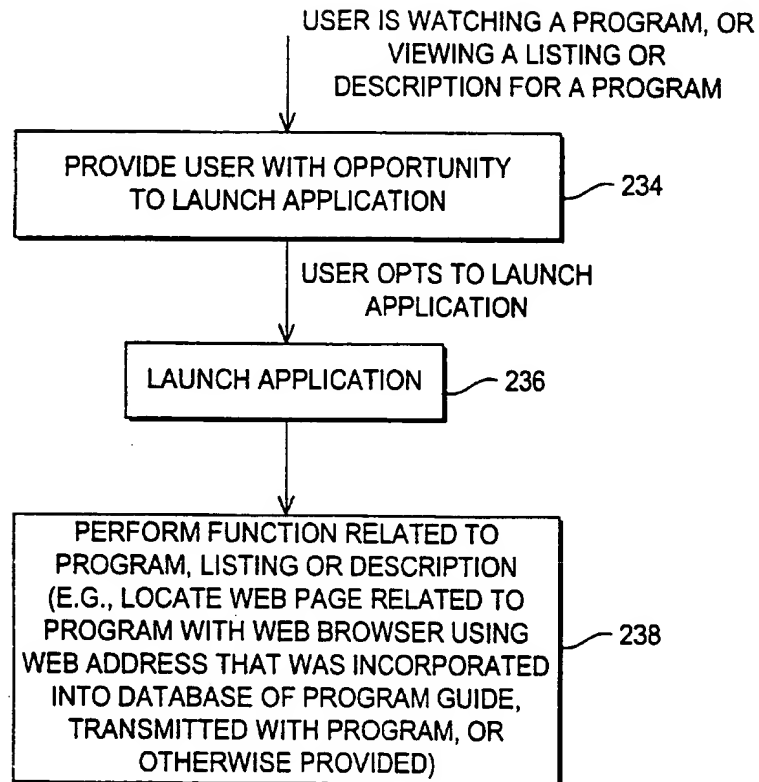 USER IS WATCHING A PROGRAM, OR
VIEWING A LISTING OR
DESCRIPTION FOR A PROGRAM
PROVIDE USER WITH OPPORTUNITY
TO LAUNCH APPLICATION
234
USER OPTS TO LAUNCH
APPLICATION
LAUNCH APPLICATION
236
PERFORM FUNCTION RELATED TO
PROGRAM, LISTING OR DESCRIPTION
(E.G., LOCATE WEB PAGE RELATED TO
PROGRAM WITH WEB BROWSER USING
WEB ADDRESS THAT WAS INCORPORATED
INTO DATABASE OF PROGRAM GUIDE,
TRANSMITTED WITH PROGRAM, OR
OTHERWISE PROVIDED)
238